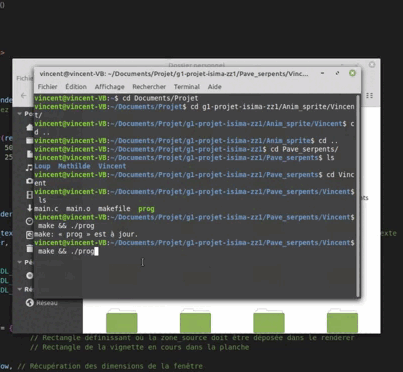 vincent@vincent-VB: ~/Documents/Projet/g1-projet-isima-zz1/Pave_serpents/Vinc...
Fichier Édition Affichage Rechercher Terminal Aide
vincent@vincent-VB:~$ cd Documents/Projet
vincent@vincent-VB:~/Documents/Projet$ cd g1-projet-isima-zz1/Anim_sprite/Vincen
t/
vincent@vincent-VB:~/Documents/Projet/g1-projet-isima-zz1/Anim_sprite/Vincent$ c
d ..
vincent@vincent-VB:~/Documents/Projet/g1-projet-isima-zz1/Anim_sprite$ cd ..
vincent@vincent-VB:~/Documents/Projet/g1-projet-isima-zz1$ cd Pave_serpents/
vincent@vincent-VB:~/Documents/Projet/g1-projet-isima-zz1/Pave_serpents$ ls
Loup Mathilde Vincent
vincent@vincent-VB:~/Documents/Projet/g1-projet-isima-zz1/Pave_serpents$ cd Vinc
ent
vincent@vincent-VB:~/Documents/Projet/g1-projet-isima-zz1/Pave_serpents/Vincent$
ls
main.c main.o makefile prog
vincent@vincent-VB:~/Documents/Projet/g1-projet-isima-zz1/Pave_serpents/Vincent$
make && ./prog
make: « prog » est à jour.
vincent@vincent-VB:~/Documents/Projet/g1-projet-isima-zz1/Pave_serpents/Vincent$
make && ./prog
Réseau
// Rectangle définissant où la zone_source doit être déposée dans le renderer
// Rectangle de la vignette en cours dans la planche
// Récupération des dimensions de la fenêtre